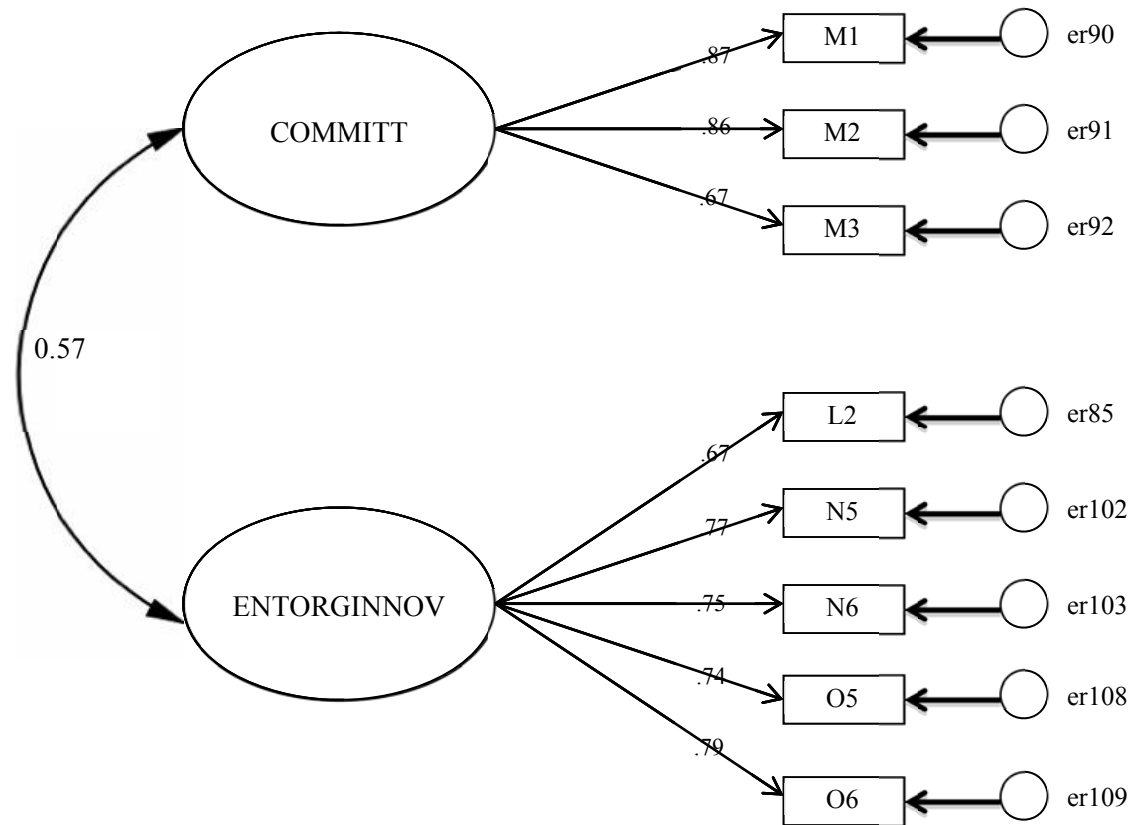 M1
er90
.87
COMMITT
.86
M2
er91
.67
M3
er92
0.57
L2
er85
.67
N5
er102
.77
ENTORGINNOV
.75
N6
er103
.74
O5
er108
.79
O6
er109